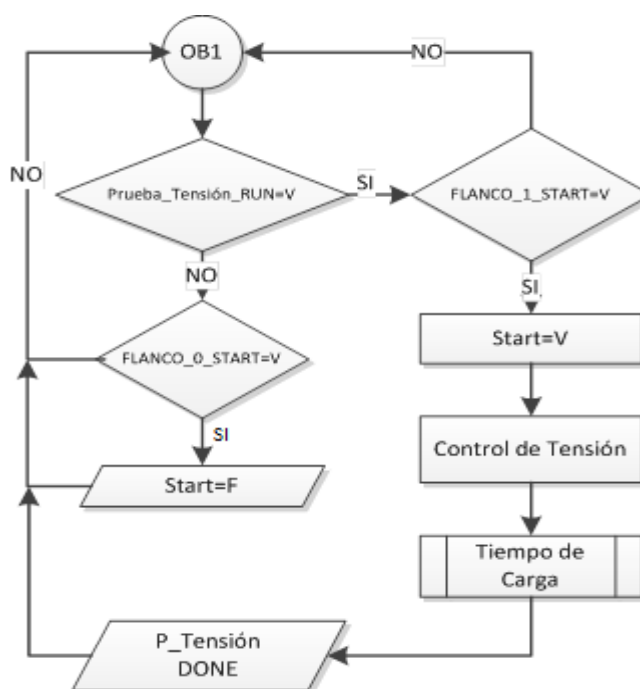 OB1
NO
NO
Prueba_Tensión_RUN=V
SI
FLANCO_1_START=V
NO
SI
FLANCO_0_START=V
Start=V
SI
Control de Tensión
Start=F
Tiempo de
Carga
P_Tensión
DONE